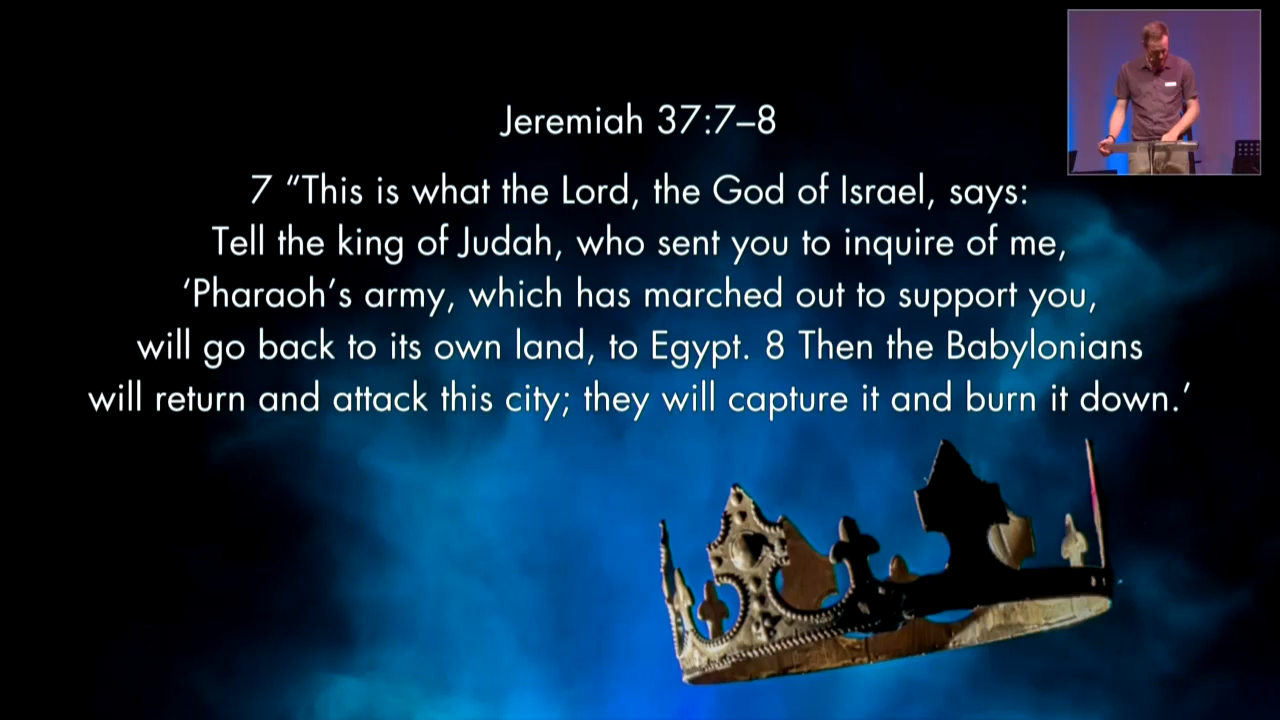 Jeremiah 37:7–8
7 “This is what the Lord, the God of Israel, says:
Tell the king of Judah, who sent you to inquire of me,
‘Pharaoh’s army, which has marched out to support you,
will go back to its own land, to Egypt. 8 Then the Babylonians
will return and attack this city; they will capture it and burn it down.’